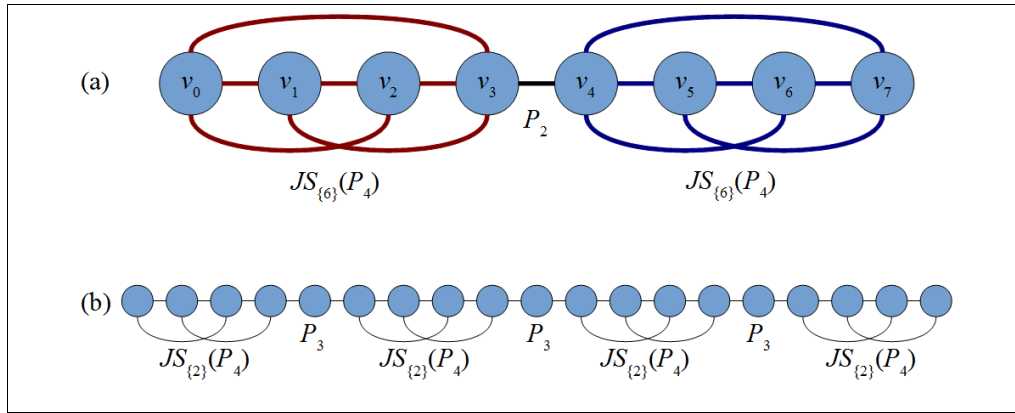 (a) v₀ v₁ v₂ v₃ v₄ v₅ v₆ v₇
P₂
JS{6}(P₄) JS{6}(P₄)
(b)
P₃ P₃ P₃
JS{2}(P₄) JS{2}(P₄) JS{2}(P₄) JS{2}(P₄)